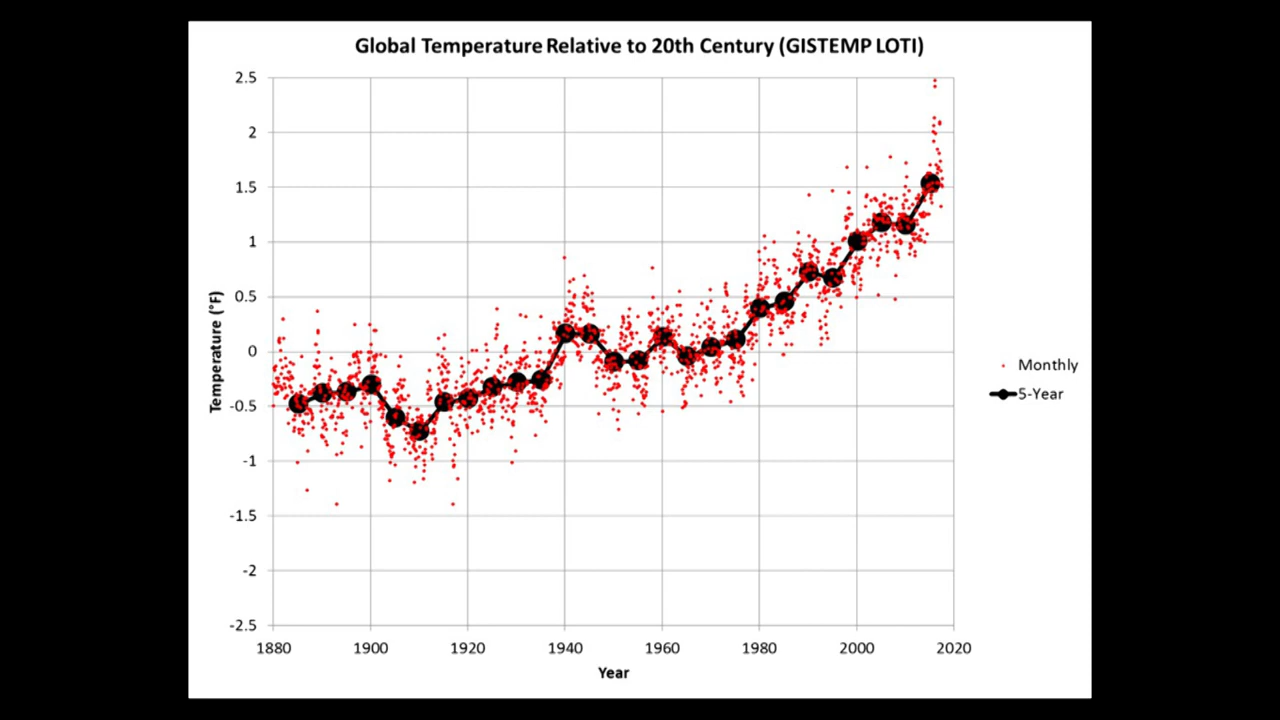 Global Temperature Relative to 20th Century (GISTEMP LOTI)
2.5
2
1.5
1
0.5
0
-0.5
-1
-1.5
-2
-2.5
Temperature (°F)
1880 1900 1920 1940 1960 1980 2000 2020
Year
Monthly
5-Year